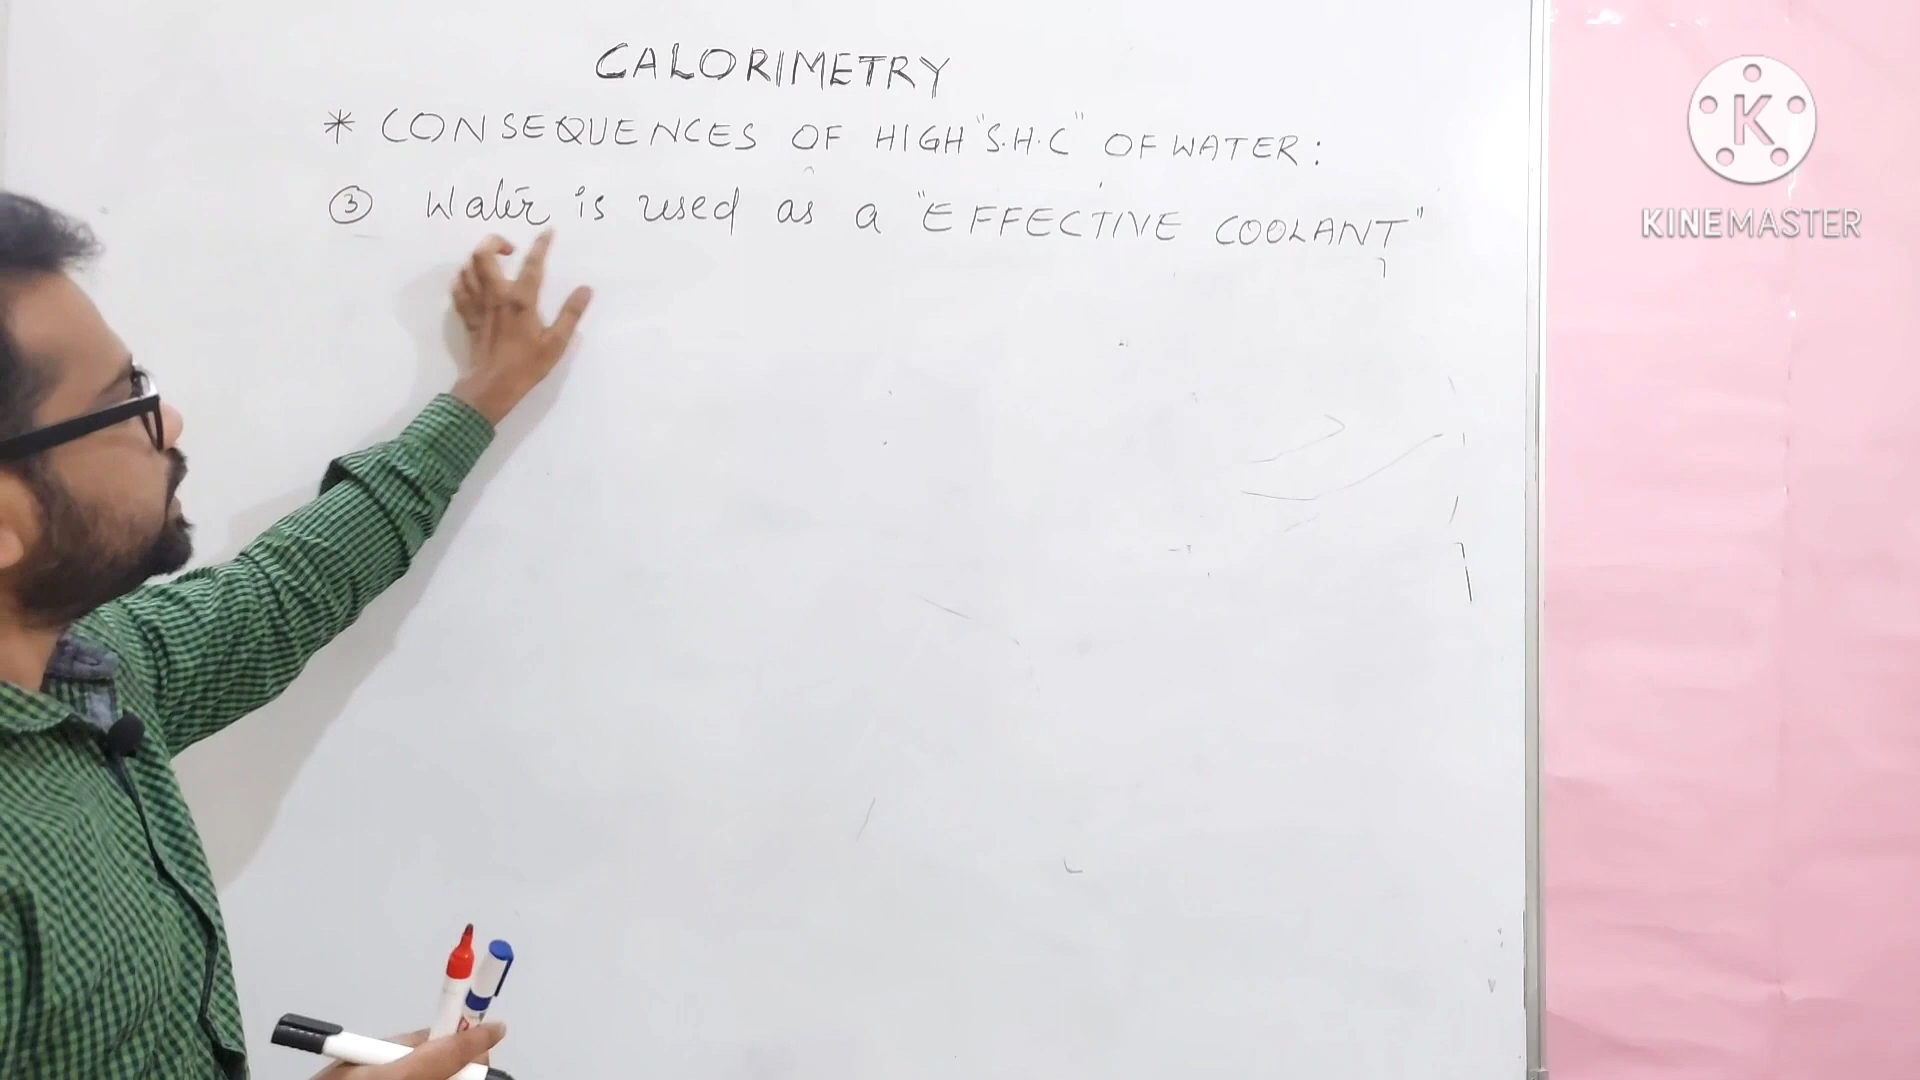 CALORIMETRY
* CONSEQUENCES OF HIGH "S.H.C" OF WATER:
③ Water is used as a "EFFECTIVE COOLANT"
K
KINEMASTER